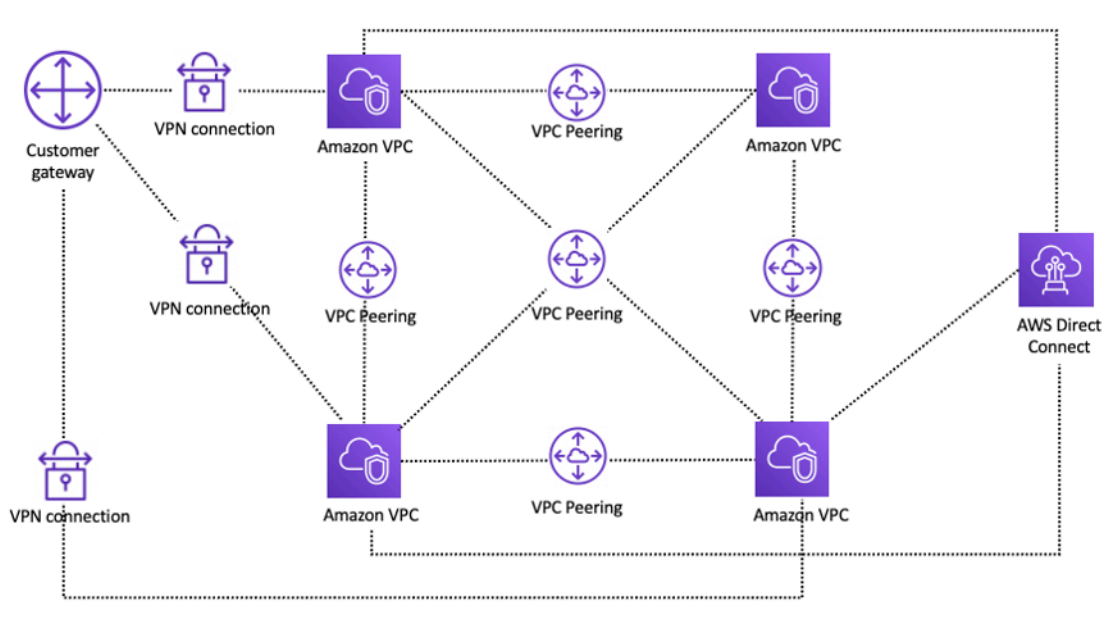 VPN connection
Amazon VPC
VPC Peering
Amazon VPC
Customer
gateway
VPN connection
VPC Peering
VPC Peering
VPC Peering
AWS Direct
Connect
VPN connection
Amazon VPC
VPC Peering
Amazon VPC